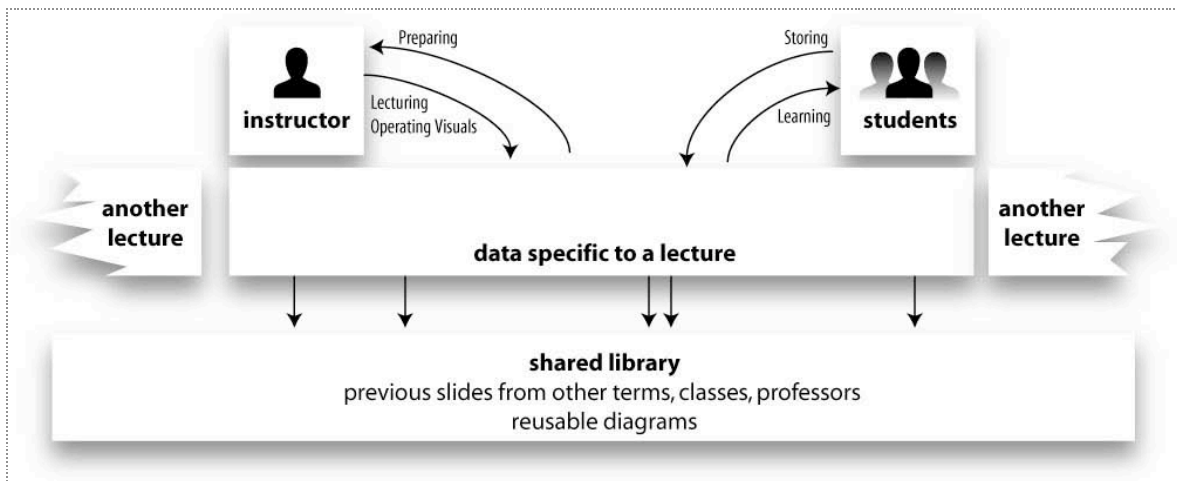 Preparing
Storing
instructor
Lecturing
Operating Visuals
Learning
students
another
lecture
data specific to a lecture
another
lecture
shared library
previous slides from other terms, classes, professors
reusable diagrams